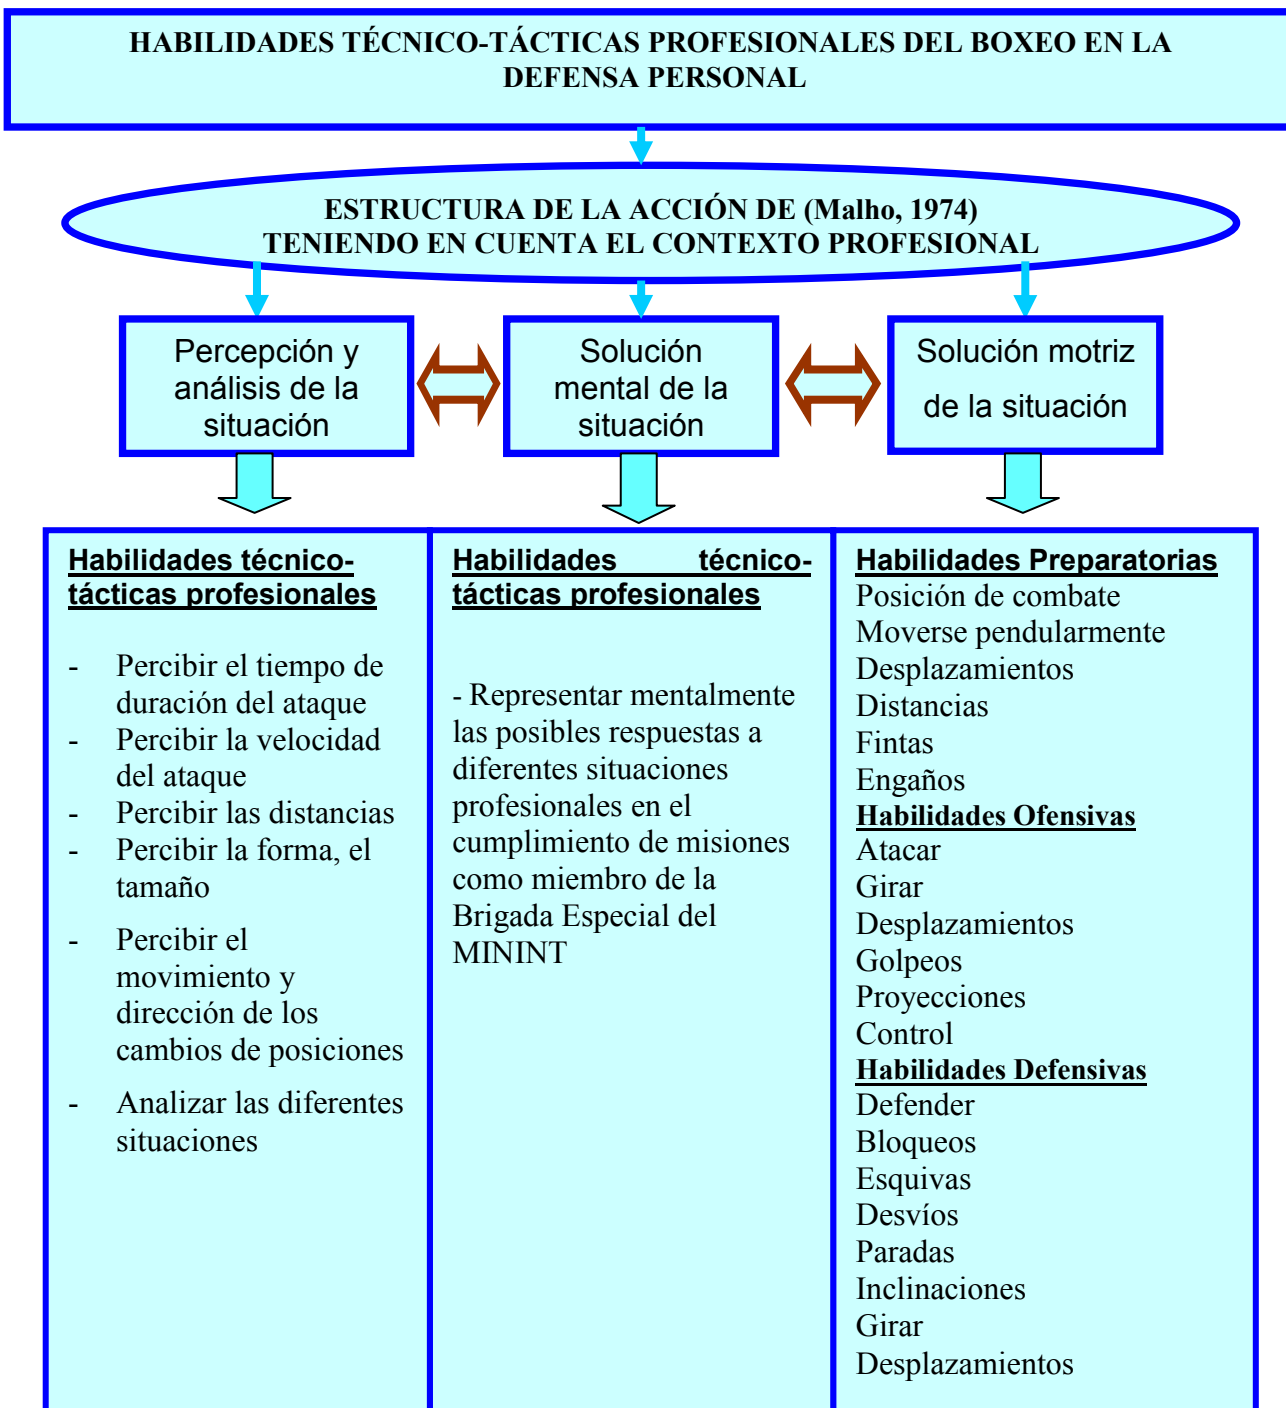 HABILIDADES TÉCNICO-TÁCTICAS PROFESIONALES DEL BOXEO EN LA
DEFENSA PERSONAL
ESTRUCTURA DE LA ACCIÓN DE (Malho, 1974)
TENIENDO EN CUENTA EL CONTEXTO PROFESIONAL
Percepción y
análisis de la
situación
Solución
mental de la
situación
Solución motriz
de la situación
Habilidades técnico-
tácticas profesionales
- Percibir el tiempo de
duración del ataque
- Percibir la velocidad
del ataque
- Percibir las distancias
- Percibir la forma, el
tamaño
- Percibir el
movimiento y
dirección de los
cambios de posiciones
- Analizar las diferentes
situaciones
Habilidades técnico-
tácticas profesionales
- Representar mentalmente
las posibles respuestas a
diferentes situaciones
profesionales en el
cumplimiento de misiones
como miembro de la
Brigada Especial del
MININT
Habilidades Preparatorias
Posición de combate
Moverse pendularmente
Desplazamientos
Distancias
Fintas
Engaños
Habilidades Ofensivas
Atacar
Girar
Desplazamientos
Golpeos
Proyecciones
Control
Habilidades Defensivas
Defender
Bloqueos
Esquivas
Desvíos
Paradas
Inclinaciones
Girar
Desplazamientos